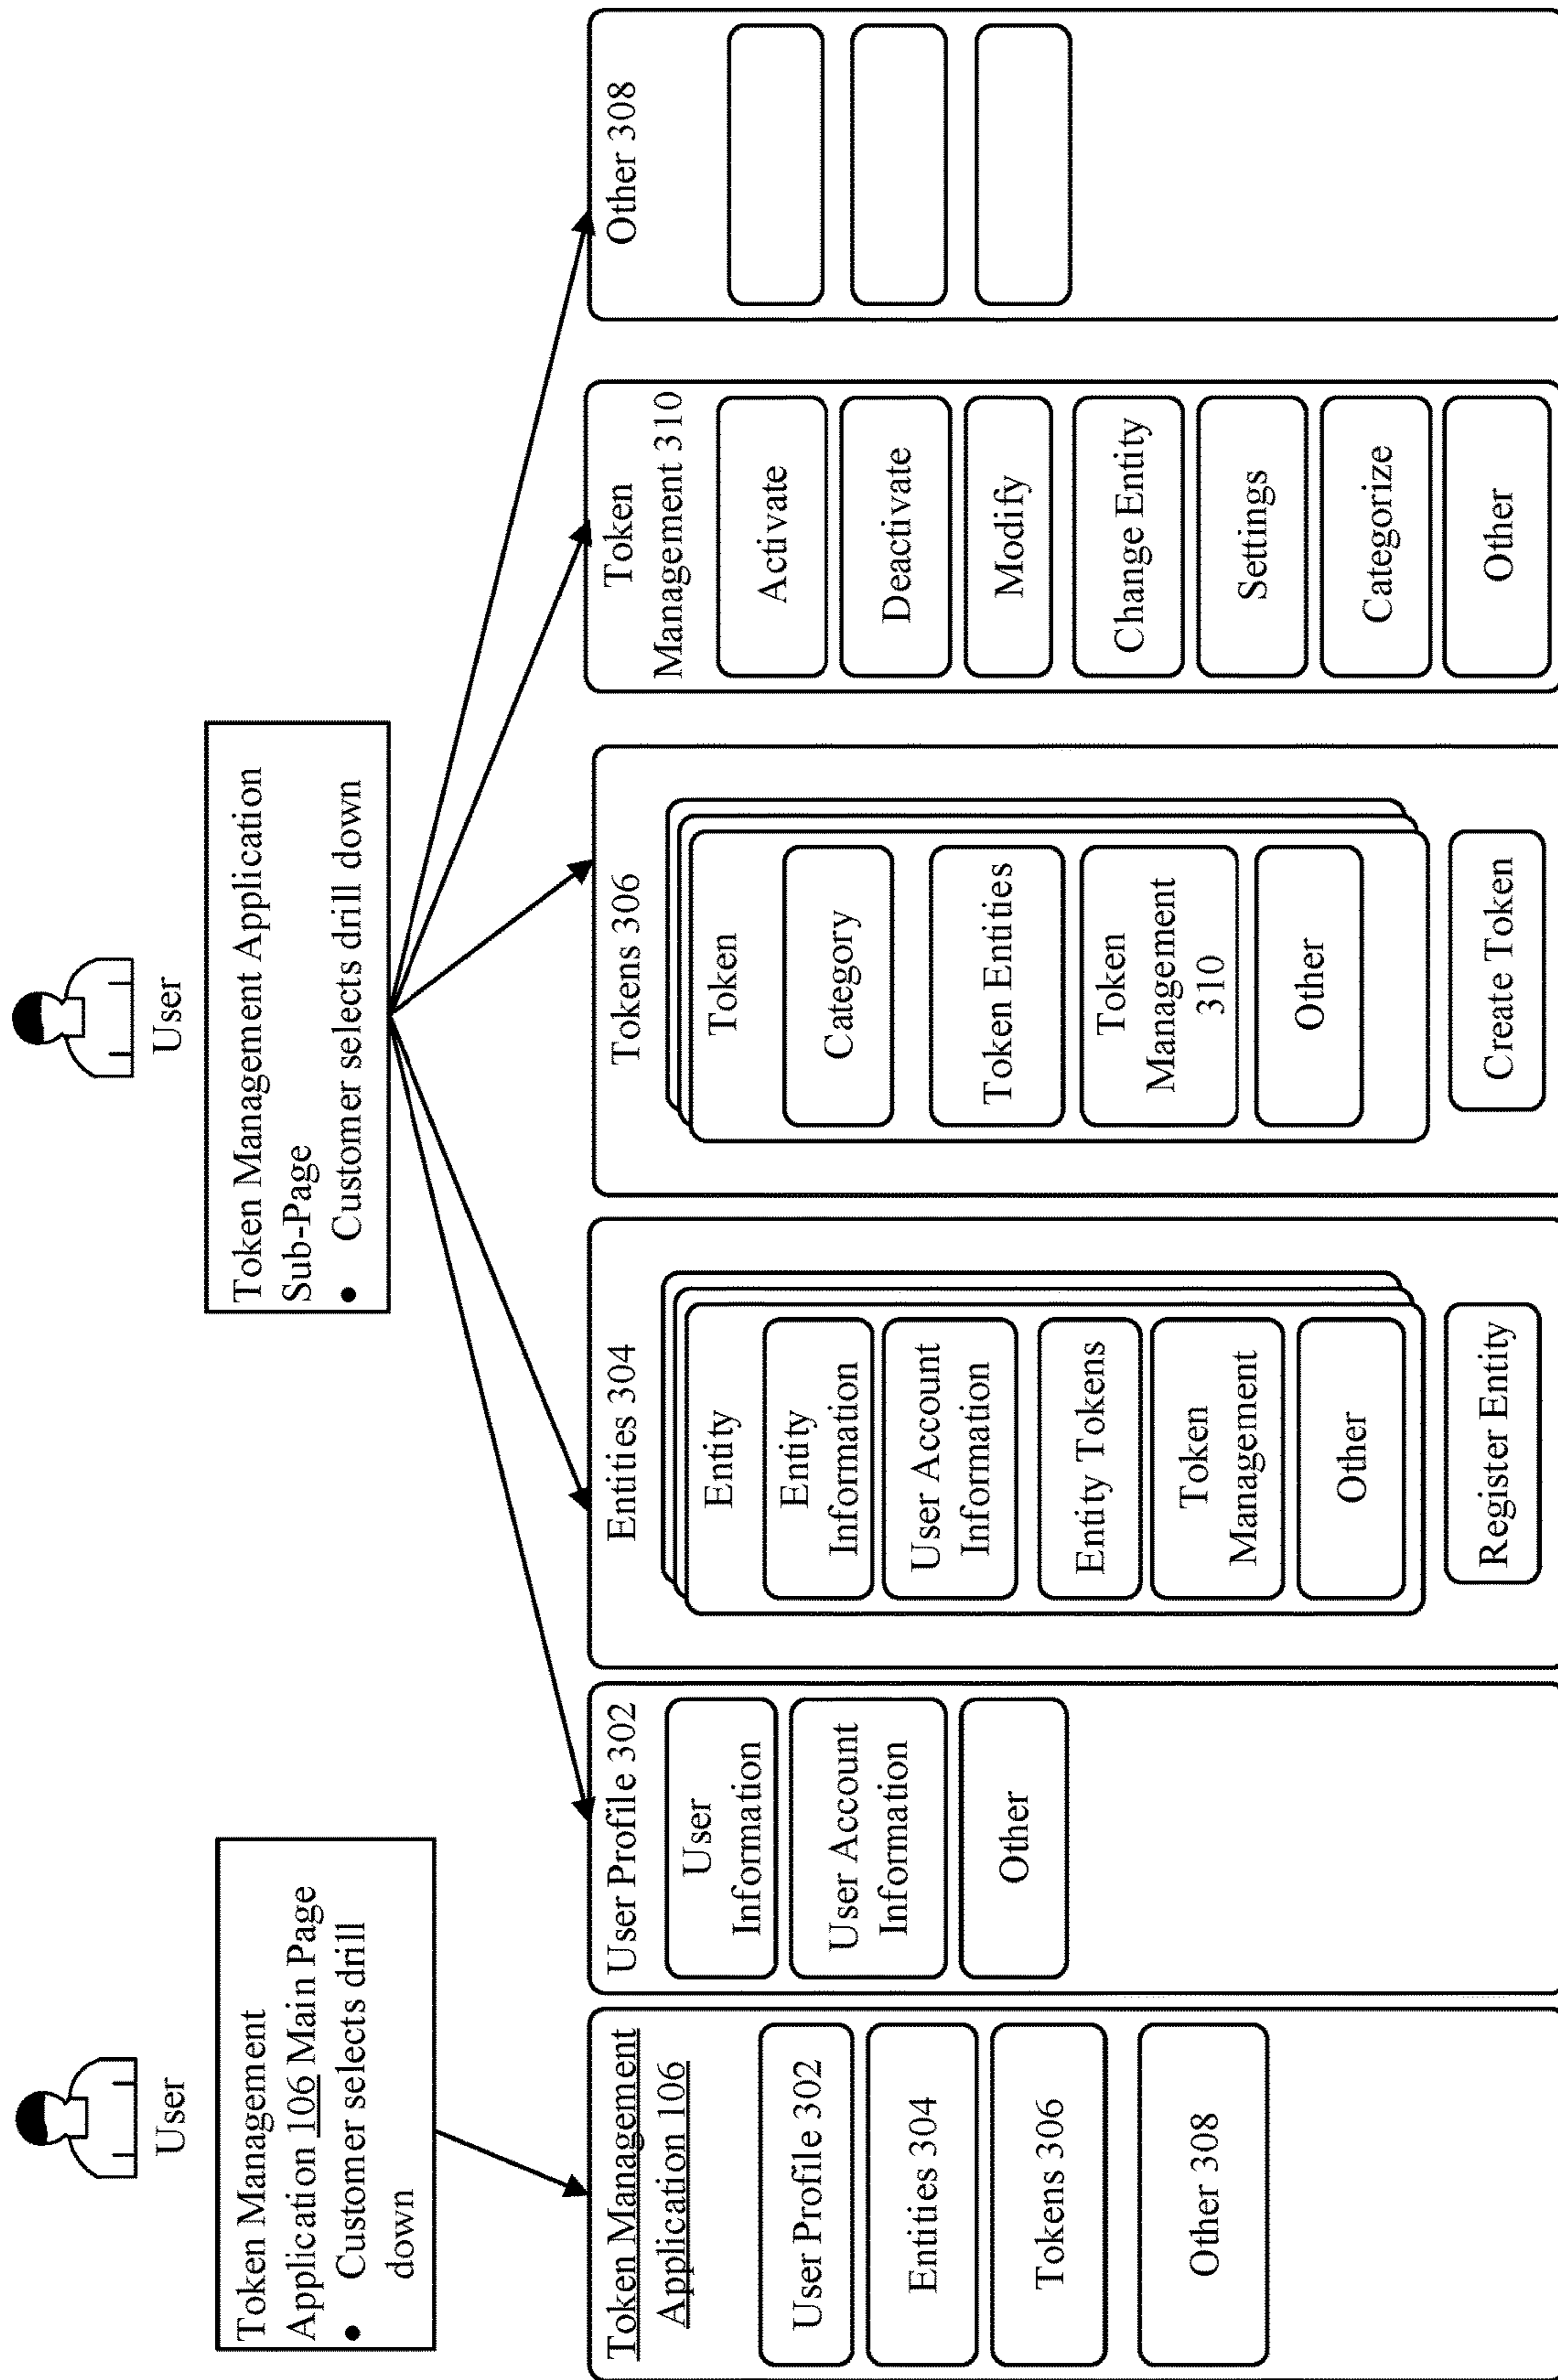 User
Token Management
Application 106 Main Page
• Customer selects drill
down
User
Token Management Application
Sub-Page
• Customer selects drill down
Token Management
Application 106
User Profile 302
Entities 304
Tokens 306
Other 308
User Profile 302
User
Information
User Account
Information
Other
Entities 304
Entity
Entity
Information
User Account
Information
Entity Tokens
Token
Management
Other
Register Entity
Tokens 306
Token
Category
Token Entities
Token
Management
310
Other
Create Token
Token
Management 310
Activate
Deactivate
Modify
Change Entity
Settings
Categorize
Other
Other 308